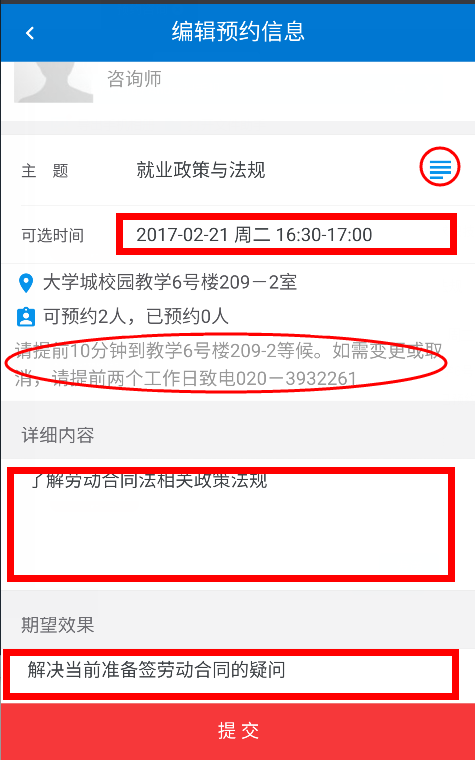 编辑预约信息
咨询师
主 题 就业政策与法规
可选时间 2017-02-21 周二 16:30-17:00
大学城校园教学6号楼209－2室
可预约2人，已预约0人
请提前10分钟到教学6号楼209-2等候。如需变更或取
消，请提前两个工作日致电020－3932261
详细内容
了解劳动合同法相关政策法规
期望效果
解决当前准备签劳动合同的疑问
提 交